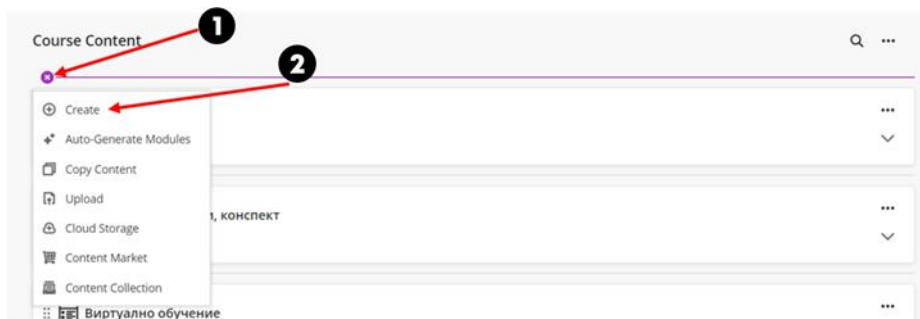 1
Course Content
2
Create
Auto-Generate Modules
Copy Content
Upload
, конспект
Cloud Storage
Content Market
Content Collection
Виртуално обучение